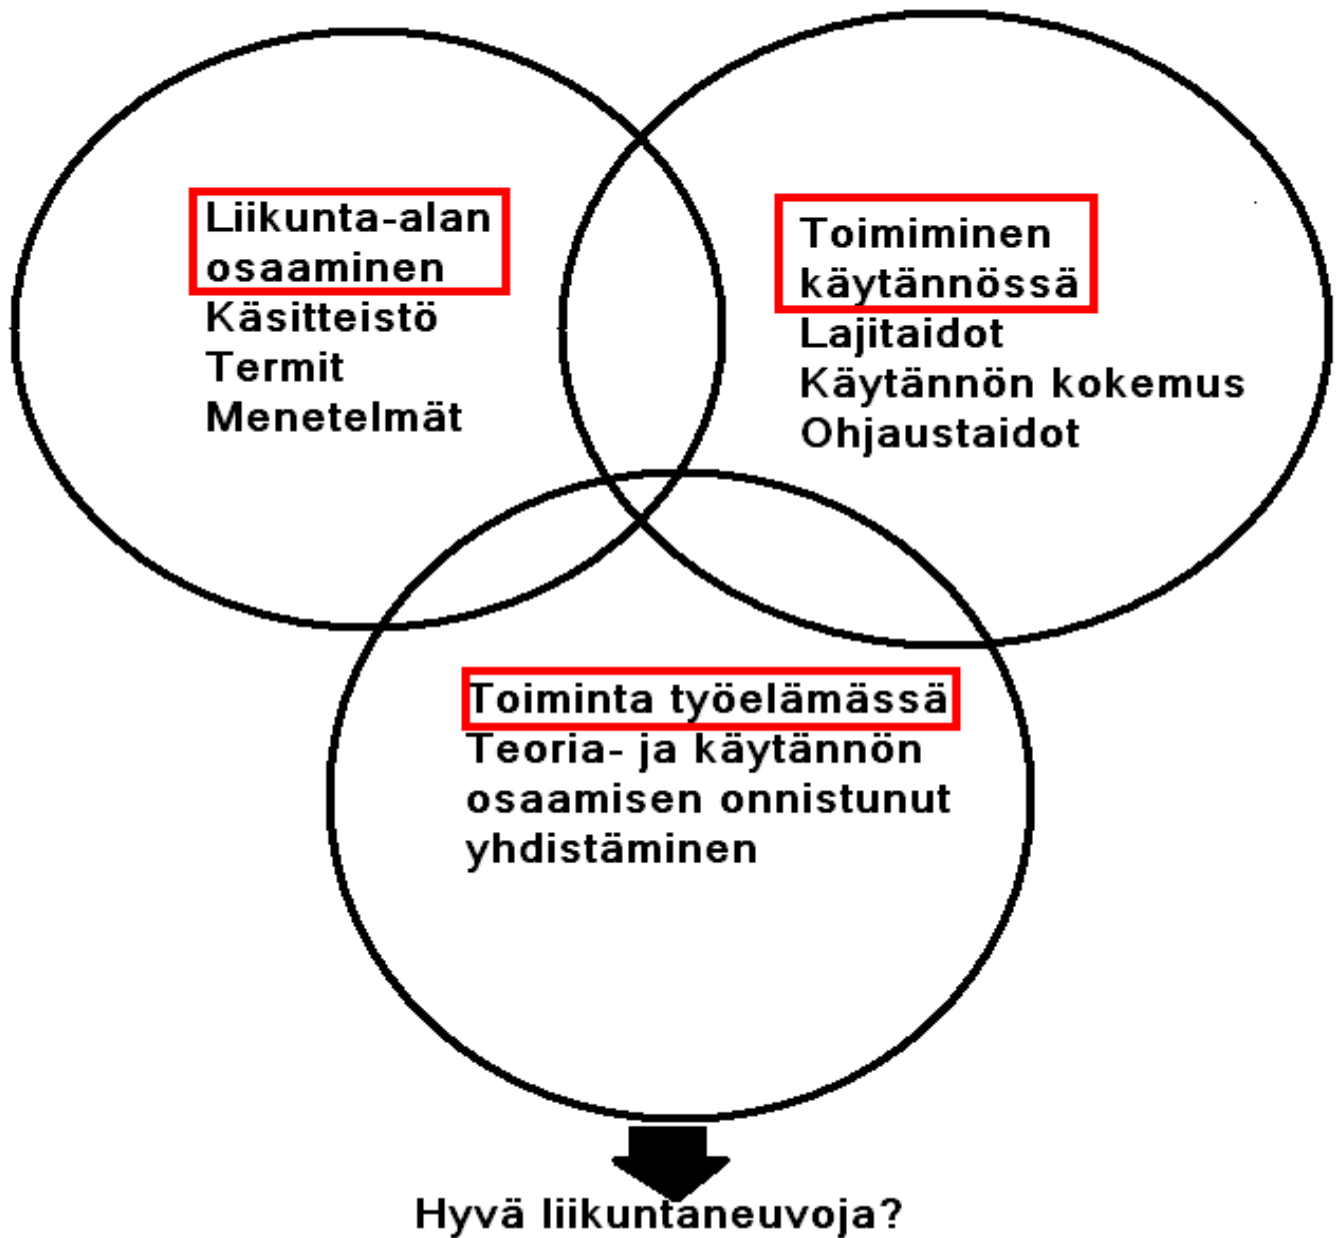 Liikunta-alan
osaaminen
Käsitteistö
Termit
Menetelmät
Toimiminen
käytännössä
Lajitaidot
Käytännön kokemus
Ohjaustaidot
Toiminta työelämässä
Teoria- ja käytännön
osaamisen onnistunut
yhdistäminen
Hyvä liikuntaneuvoja?